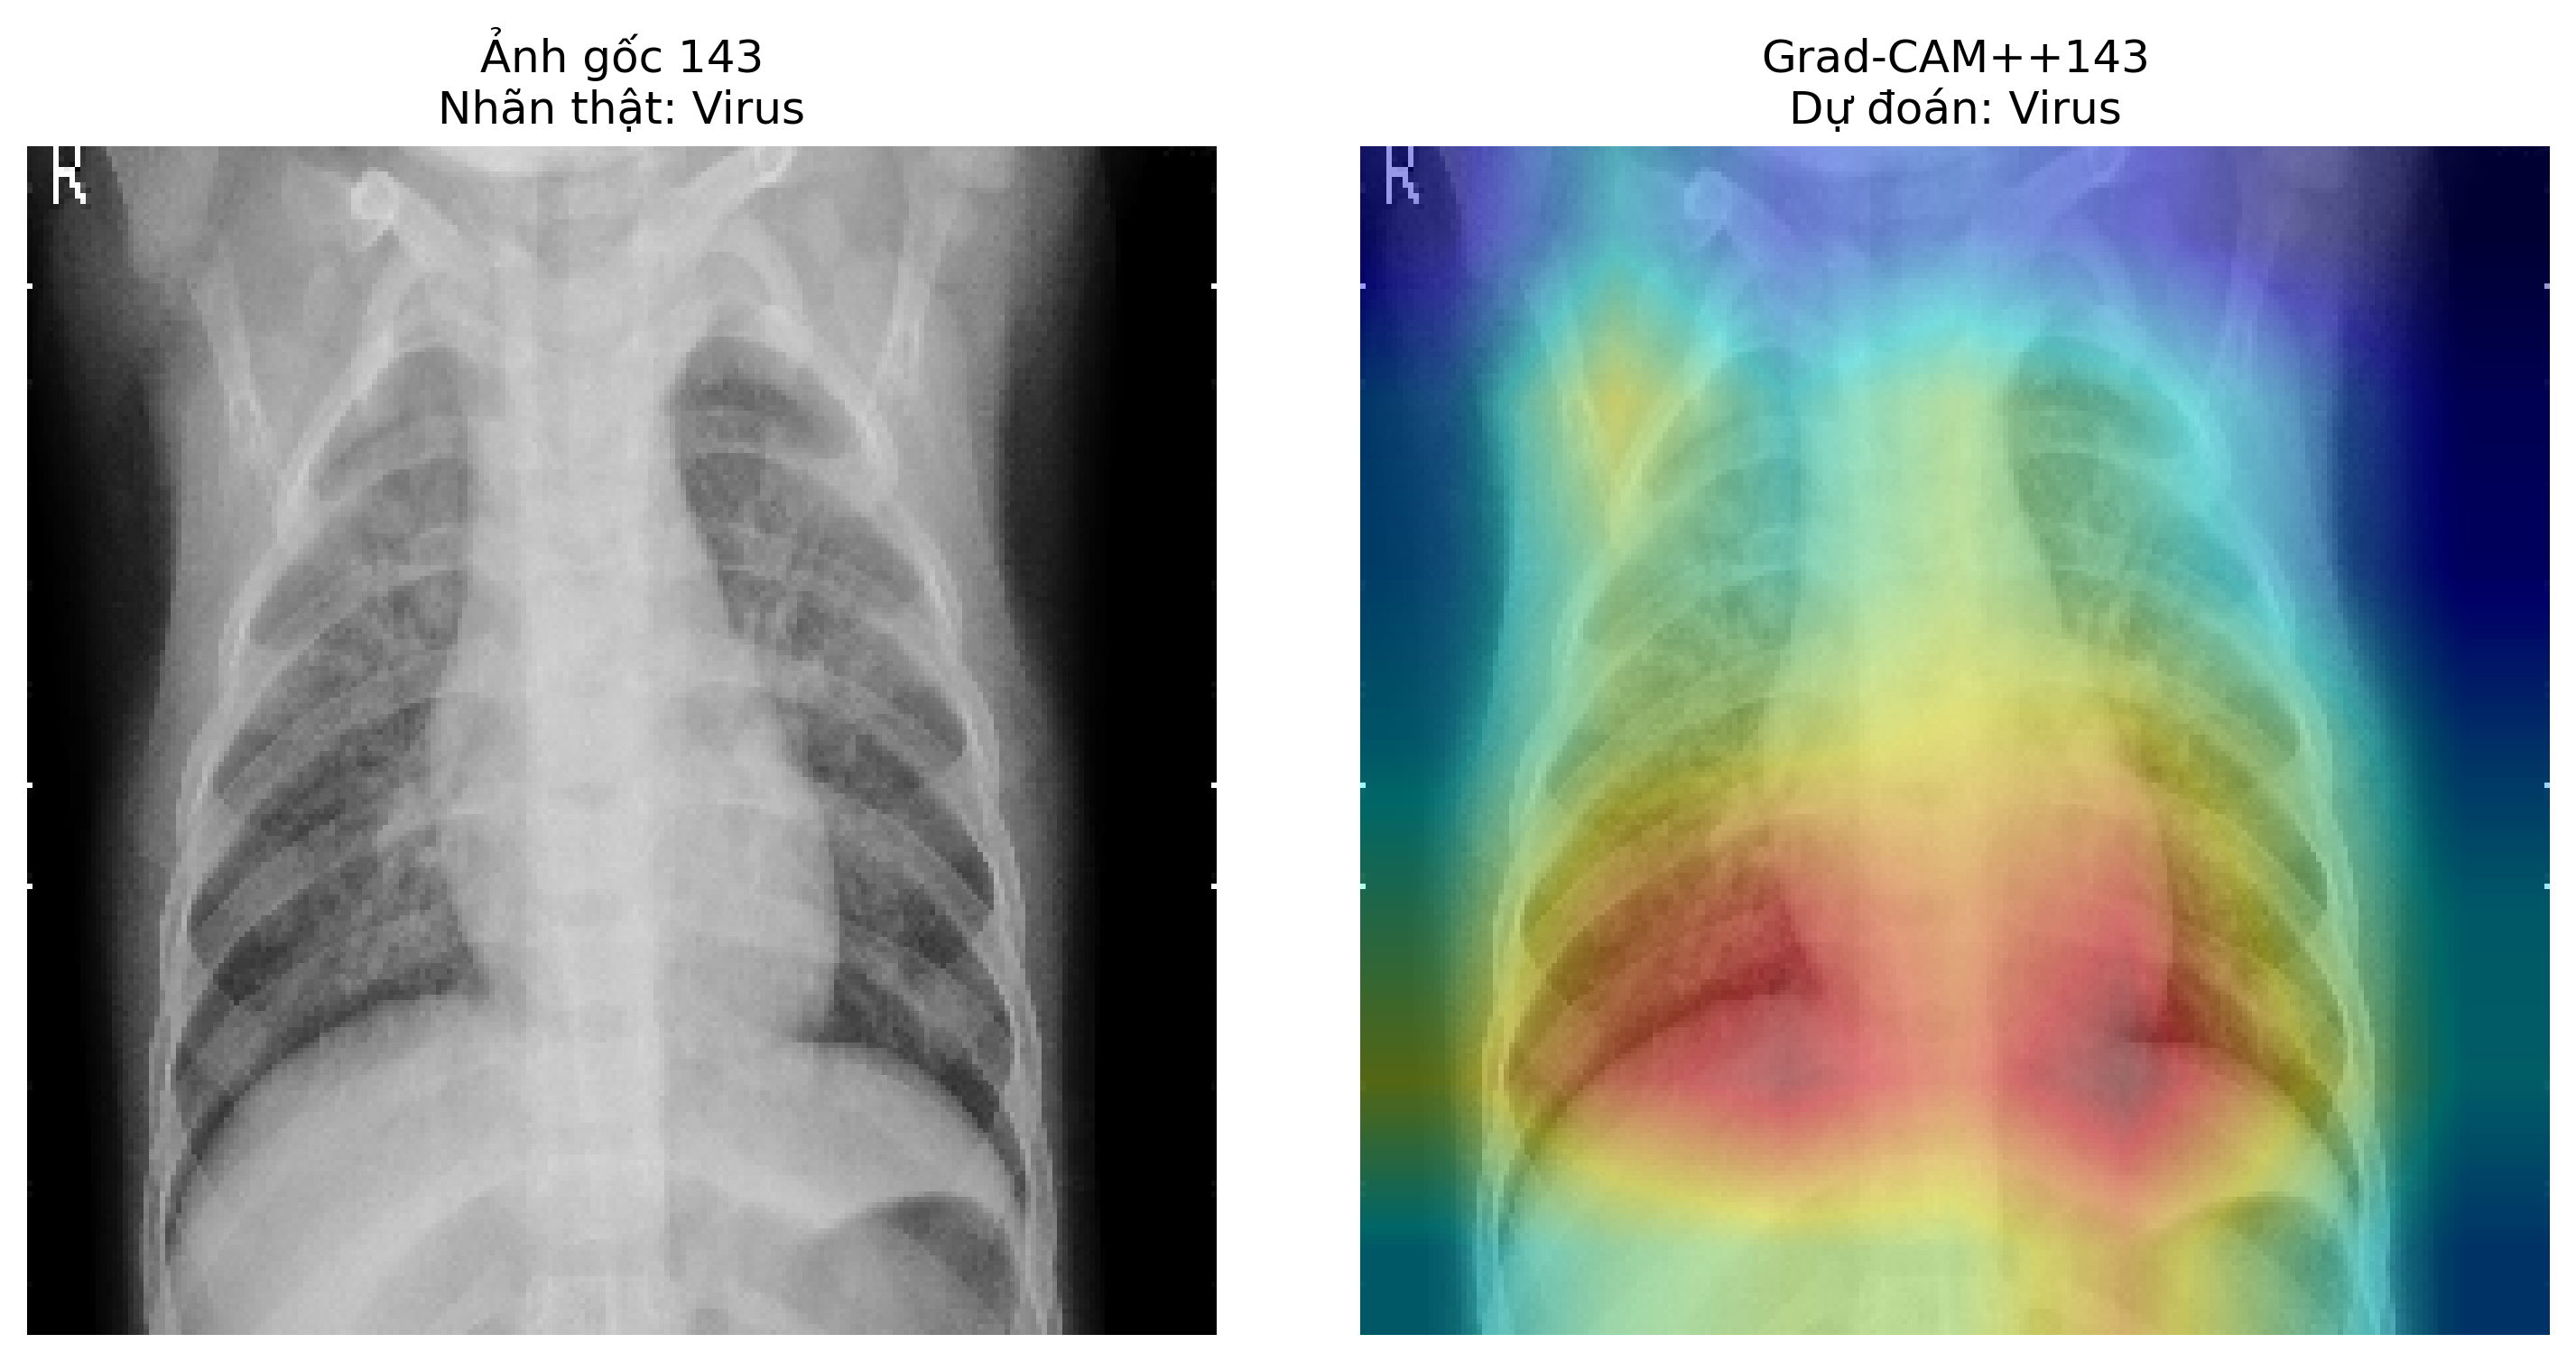 Ảnh gốc 143
Nhãn thật: Virus
Grad-CAM++143
Dự đoán: Virus
R
R